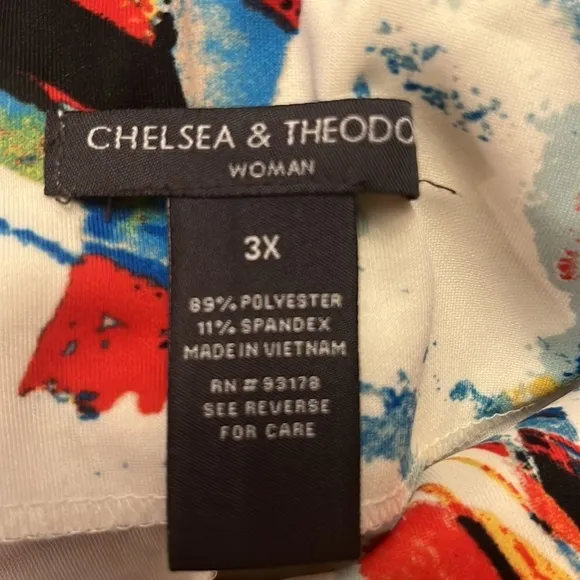 CHELSEA & THEODO
WOMAN
3X
89% POLYESTER
11% SPANDEX
MADE IN VIETNAM
RN # 93178
SEE REVERSE
FOR CARE